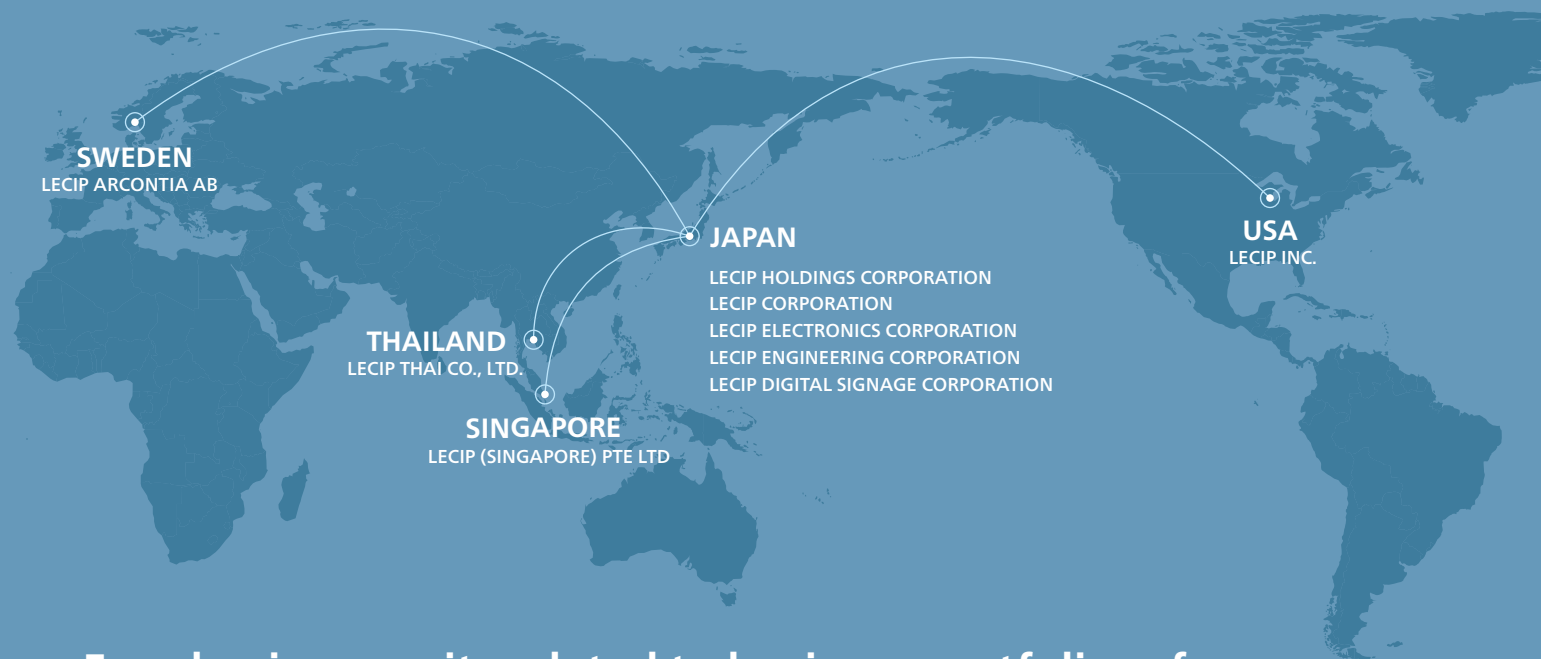 SWEDEN
LECIP ARCONTIA AB
JAPAN
LECIP HOLDINGS CORPORATION
LECIP CORPORATION
LECIP ELECTRONICS CORPORATION
LECIP ENGINEERING CORPORATION
LECIP DIGITAL SIGNAGE CORPORATION
USA
LECIP INC.
THAILAND
LECIP THAI CO., LTD.
SINGAPORE
LECIP (SINGAPORE) PTE LTD